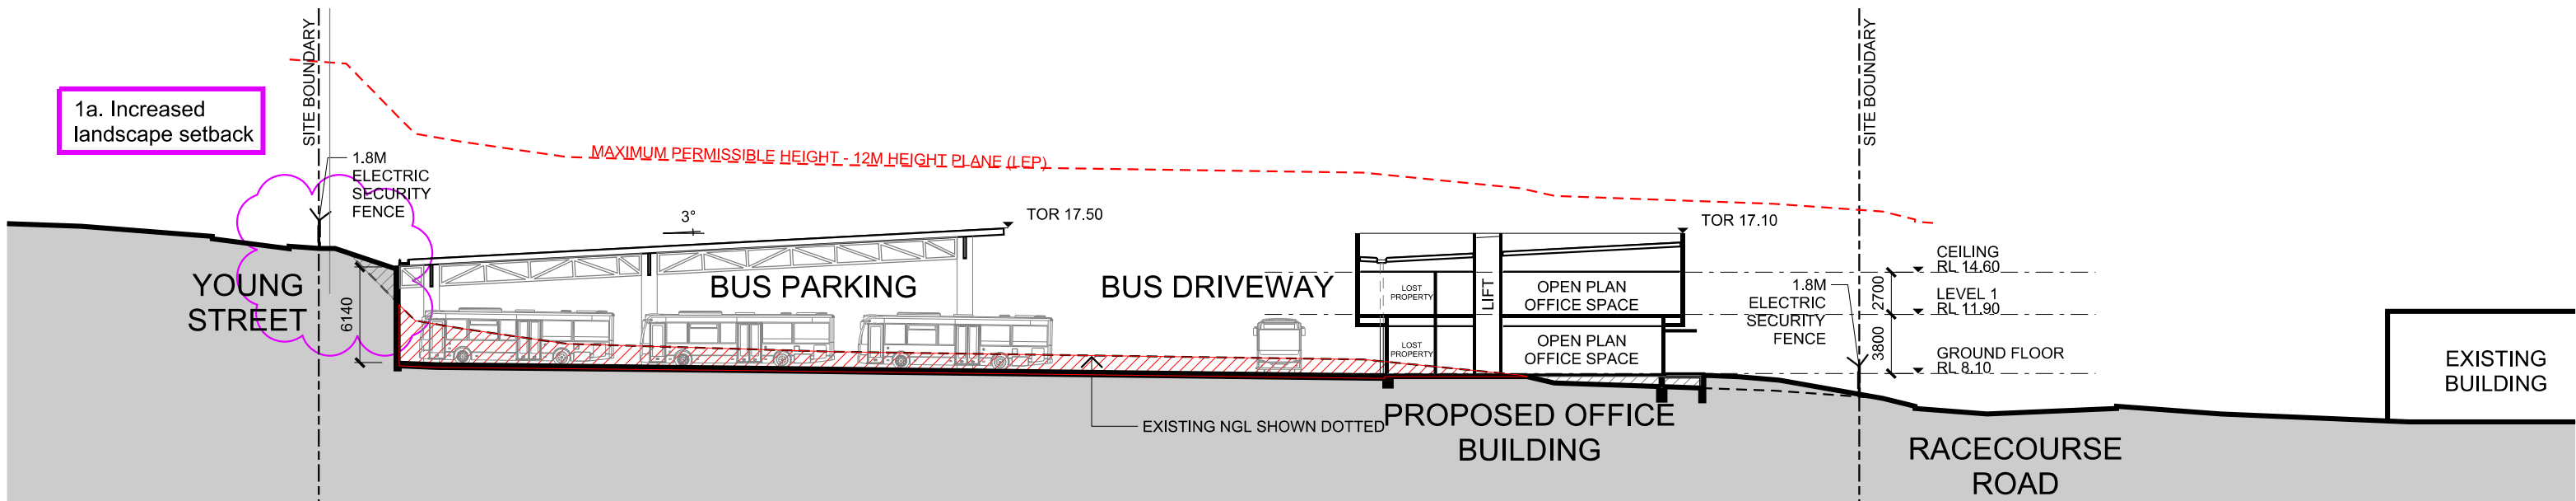 1a. Increased
landscape setback
SITE BOUNDARY
1.8M
ELECTRIC
SECURITY
FENCE
MAXIMUM PERMISSIBLE HEIGHT - 12M HEIGHT PLANE (LEP)
SITE BOUNDARY
3°
TOR 17.50
TOR 17.10
YOUNG
STREET
6140
BUS PARKING
BUS DRIVEWAY
LOST
PROPERTY
LIFT
OPEN PLAN
OFFICE SPACE
LOST
PROPERTY
OPEN PLAN
OFFICE SPACE
1.8M
ELECTRIC
SECURITY
FENCE
2700
3800
CEILING
RL 14.60
LEVEL 1
RL 11.90
GROUND FLOOR
RL 8.10
EXISTING
BUILDING
EXISTING NGL SHOWN DOTTED
PROPOSED OFFICE
BUILDING
RACECOURSE
ROAD